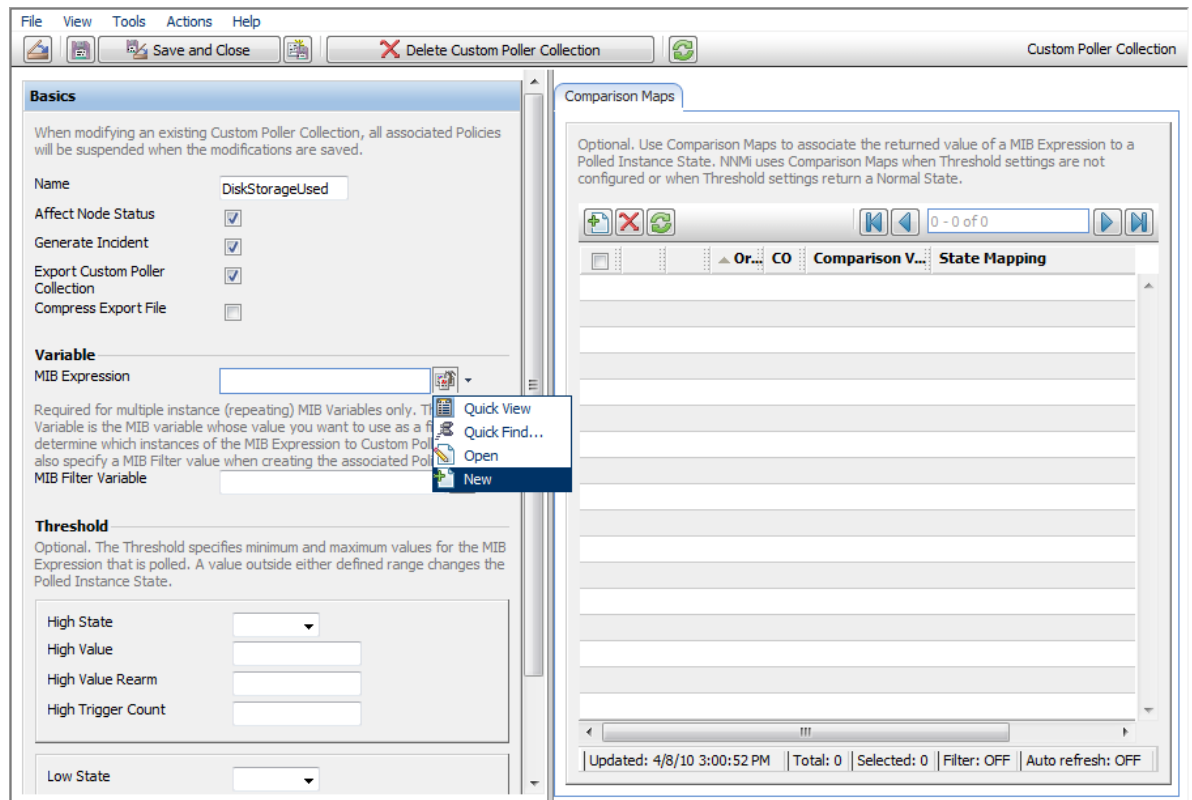 File View Tools Actions Help
Save and Close
Delete Custom Poller Collection
Custom Poller Collection
Basics
When modifying an existing Custom Poller Collection, all associated Policies
will be suspended when the modifications are saved.
Name
DiskStorageUsed
Affect Node Status
Generate Incident
Export Custom Poller
Collection
Compress Export File
Variable
MIB Expression
Required for multiple instance (repeating) MIB Variables only.
Variable is the MIB variable whose value you want to use as a
determine which instances of the MIB Expression to Custom
also specify a MIB Filter value when creating the associated
MIB Filter Variable
Quick View
Quick Find...
Open
New
Threshold
Optional. The Threshold specifies minimum and maximum values for the MIB
Expression that is polled. A value outside either defined range changes the
Polled Instance State.
High State
High Value
High Value Rearm
High Trigger Count
Low State
Comparison Maps
Optional. Use Comparison Maps to associate the returned value of a MIB Expression to a
Polled Instance State. NNMi uses Comparison Maps when Threshold settings are not
configured or when Threshold settings return a Normal State.
0 - 0 of 0
Or... CO Comparison V... State Mapping
Updated: 4/8/10 3:00:52 PM Total: 0 Selected: 0 Filter: OFF Auto refresh: OFF